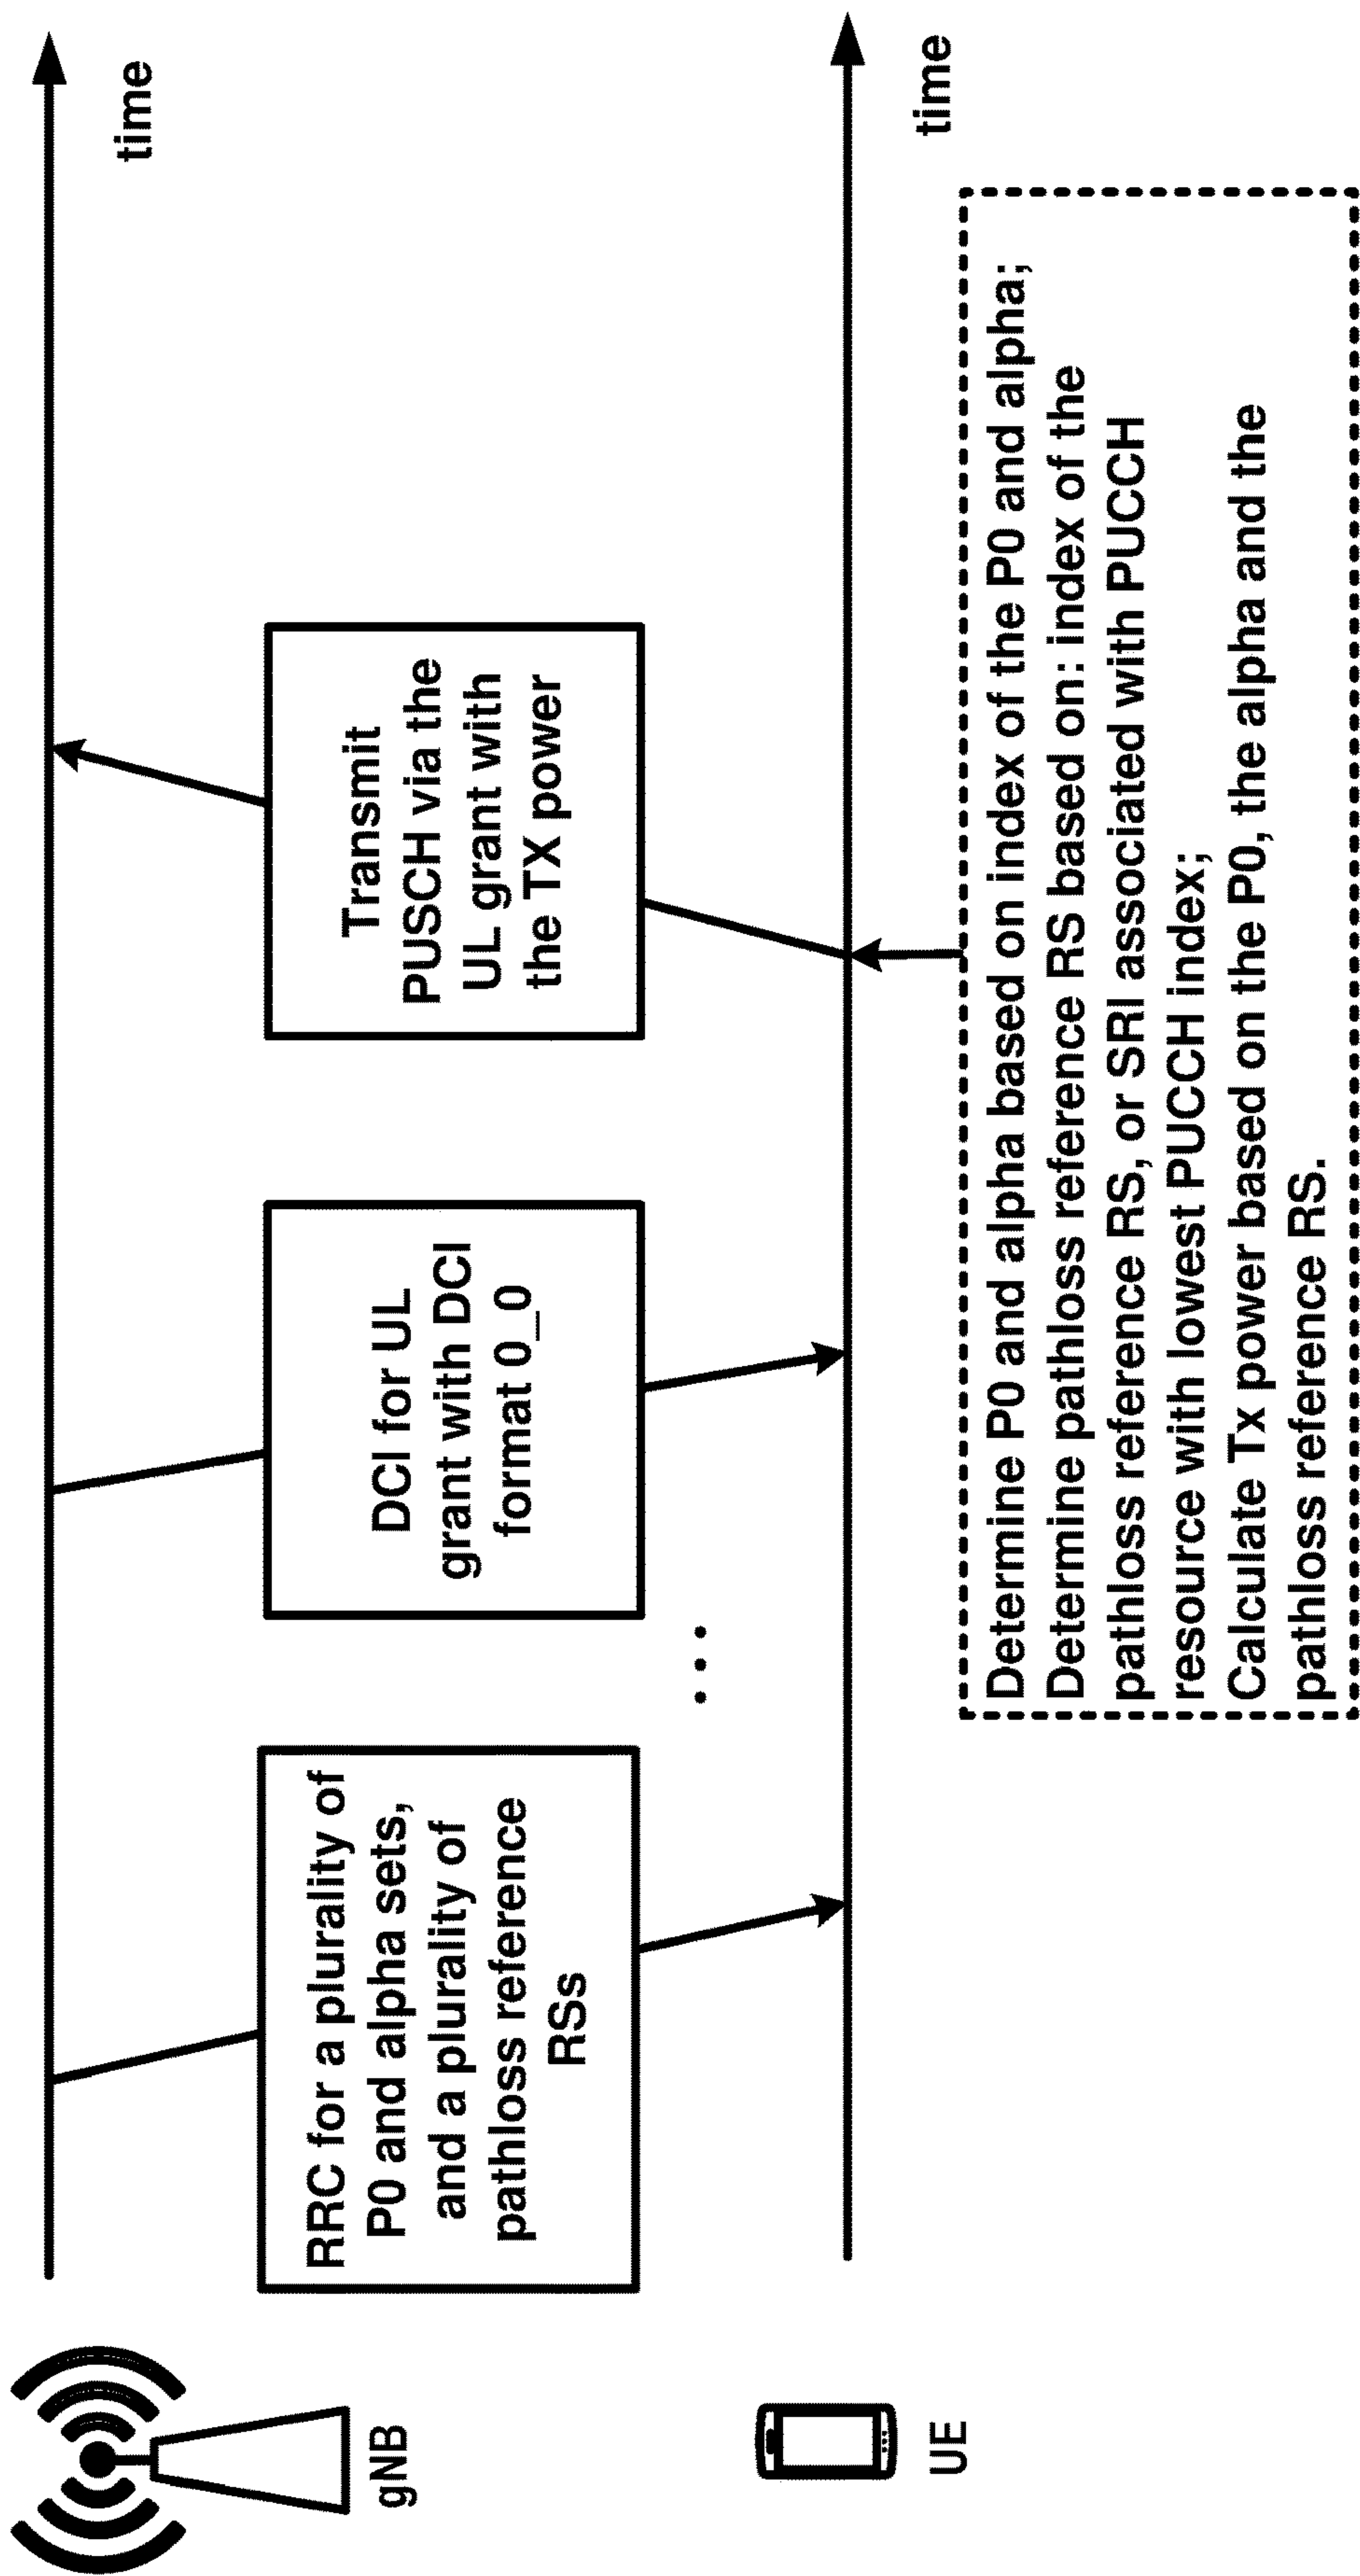 time
RRC for a plurality of
P0 and alpha sets,
and a plurality of
pathloss reference
RSs
DCI for UL
grant with DCI
format 0_0
Transmit
PUSCH via the
UL grant with
the TX power
gNB
...
time
UE
Determine P0 and alpha based on index of the P0 and alpha;
Determine pathloss reference RS based on: index of the
pathloss reference RS, or SRI associated with PUCCH
resource with lowest PUCCH index;
Calculate Tx power based on the P0, the alpha and the
pathloss reference RS.